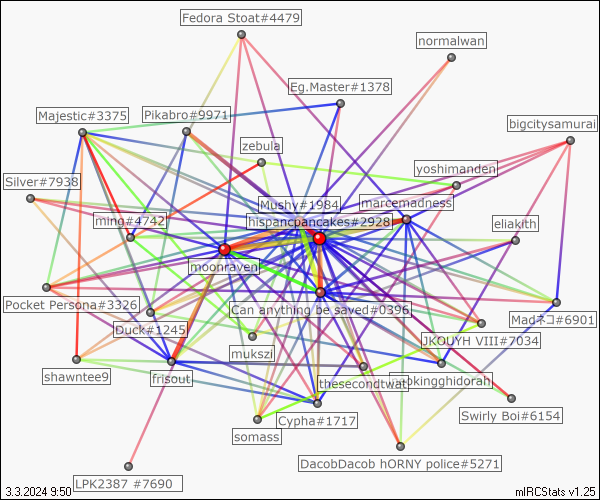 Fedora Stoat#4479
normalwan
Eg.Master#1378
Majestic#3375
Pikabro#9971
bigcitysamurai
zebula
yoshimanden
Silver#7938
Mushy#1984
marcemadness
ming#4742
hispancpancakes#2928
eliakith
moonraven
Pocket Persona#3326
Can anything be saved#0396
Madネコ#6901
Duck#1245
JKOUYH VIII#7034
mukszi
shawntee9
frisout
thesecondtwat
okingghidorah
Swirly Boi#6154
Cypha#1717
somass
DacobDacob hORNY police#5271
LPK2387 #7690
3.3.2024 9:50
mIRCStats v1.25